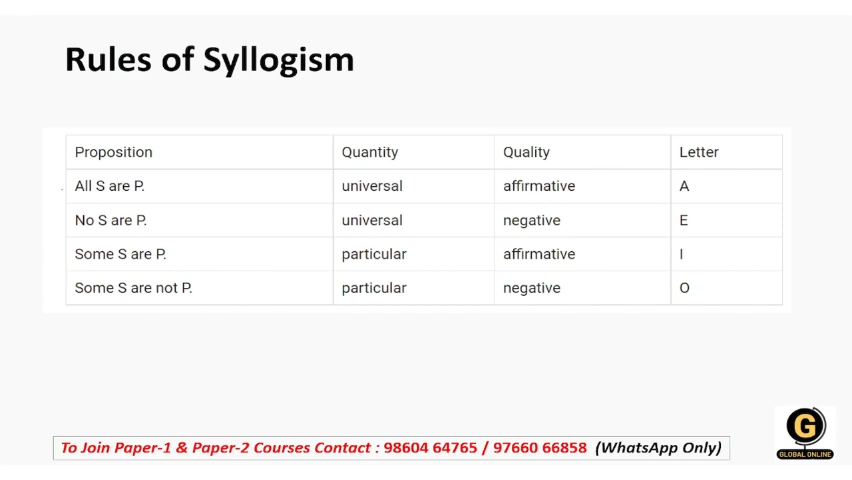 Rules of Syllogism
Proposition Quantity Quality Letter
All S are P. universal affirmative A
No S are P. universal negative E
Some S are P. particular affirmative I
Some S are not P. particular negative O
To Join Paper-1 & Paper-2 Courses Contact : 98604 64765 / 97660 66858 (WhatsApp Only)
G
GLOBAL ONLINE